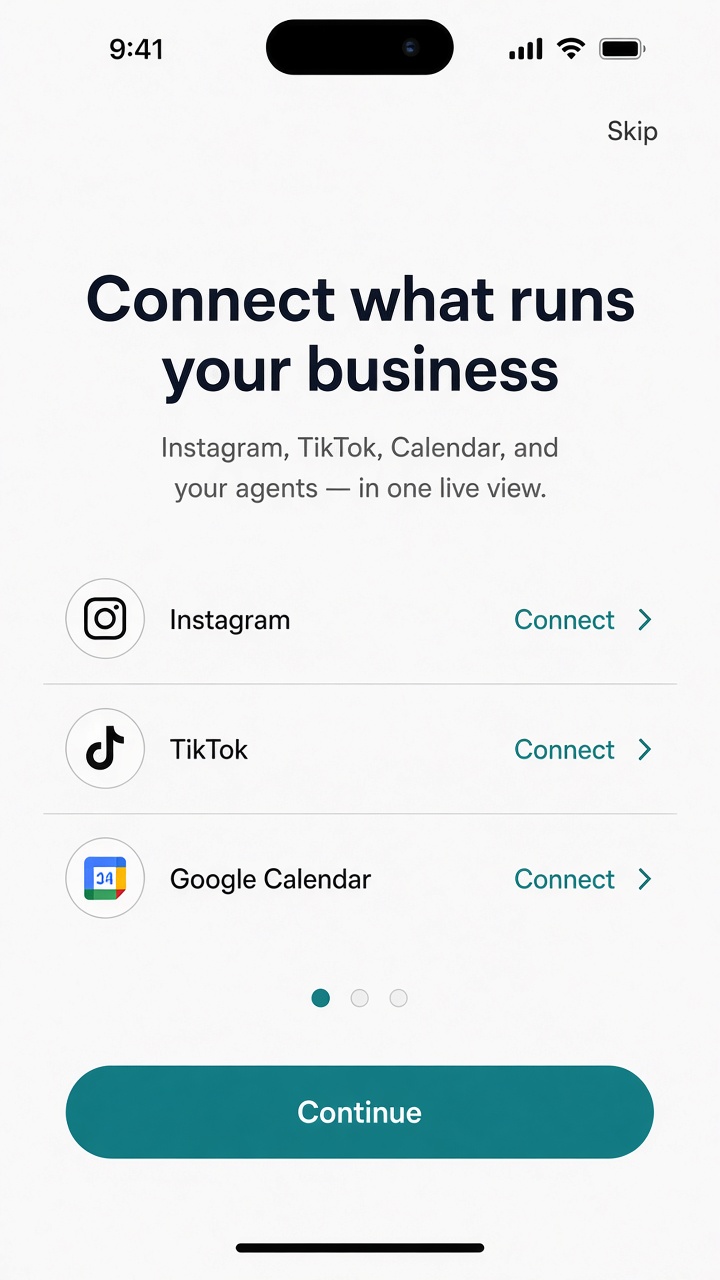 9:41
Skip
Connect what runs
your business
Instagram, TikTok, Calendar, and
your agents — in one live view.
Instagram
Connect
TikTok
Connect
Google Calendar
Connect
Continue